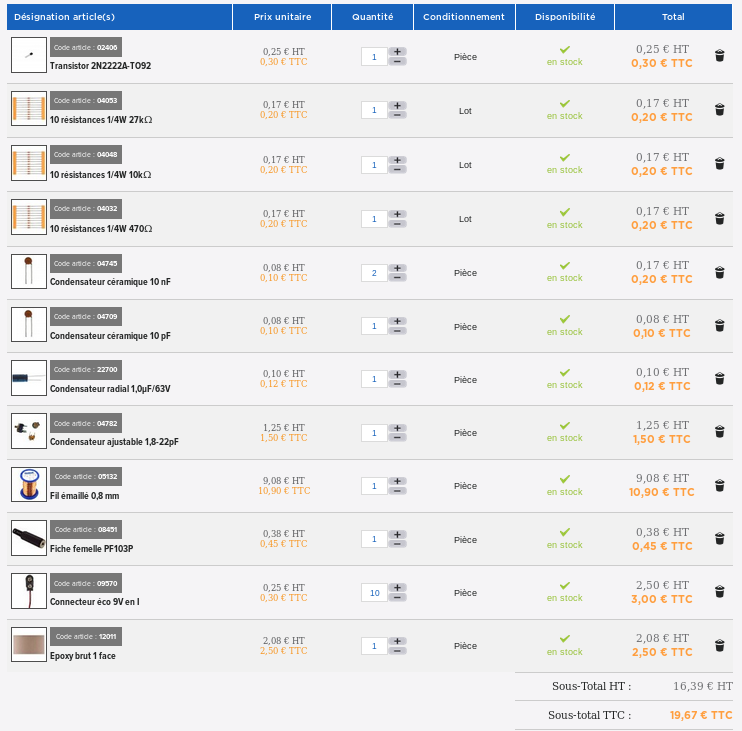 Désignation article(s) Prix unitaire Quantité Conditionnement Disponibilité Total
Code article : 02406
Transistor 2N2222A-TO92
0,25 € HT
0,30 € TTC
1 + −
Pièce
en stock
0,25 € HT
0,30 € TTC
Code article : 04053
10 résistances 1/4W 27kΩ
0,17 € HT
0,20 € TTC
1 + −
Lot
en stock
0,17 € HT
0,20 € TTC
Code article : 04048
10 résistances 1/4W 10kΩ
0,17 € HT
0,20 € TTC
1 + −
Lot
en stock
0,17 € HT
0,20 € TTC
Code article : 04032
10 résistances 1/4W 470Ω
0,17 € HT
0,20 € TTC
1 + −
Lot
en stock
0,17 € HT
0,20 € TTC
Code article : 04745
Condensateur céramique 10 nF
0,08 € HT
0,10 € TTC
2 + −
Pièce
en stock
0,17 € HT
0,20 € TTC
Code article : 04709
Condensateur céramique 10 pF
0,08 € HT
0,10 € TTC
1 + −
Pièce
en stock
0,08 € HT
0,10 € TTC
Code article : 22700
Condensateur radial 1,0µF/63V
0,10 € HT
0,12 € TTC
1 + −
Pièce
en stock
0,10 € HT
0,12 € TTC
Code article : 04782
Condensateur ajustable 1,8-22pF
1,25 € HT
1,50 € TTC
1 + −
Pièce
en stock
1,25 € HT
1,50 € TTC
Code article : 05132
Fil émaillé 0,8 mm
9,08 € HT
10,90 € TTC
1 + −
Pièce
en stock
9,08 € HT
10,90 € TTC
Code article : 08451
Fiche femelle PF103P
0,38 € HT
0,45 € TTC
1 + −
Pièce
en stock
0,38 € HT
0,45 € TTC
Code article : 09570
Connecteur éco 9V en I
0,25 € HT
0,30 € TTC
10 + −
Pièce
en stock
2,50 € HT
3,00 € TTC
Code article : 12011
Epoxy brut 1 face
2,08 € HT
2,50 € TTC
1 + −
Pièce
en stock
2,08 € HT
2,50 € TTC
Sous-Total HT : 16,39 € HT
Sous-total TTC : 19,67 € TTC